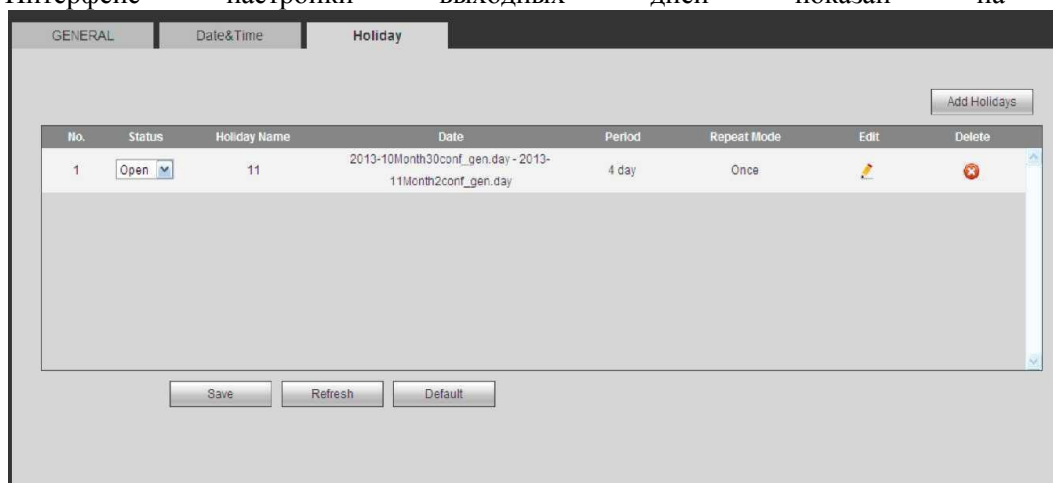 Интерфейс настройки выходных дней показан на
GENERAL Date&Time Holiday
Add Holidays
No. Status Holiday Name Date Period Repeat Mode Edit Delete
1 Open 11 2013-10Month30conf_gen.day - 2013- 4 day Once
11Month2conf_gen.day
Save Refresh Default